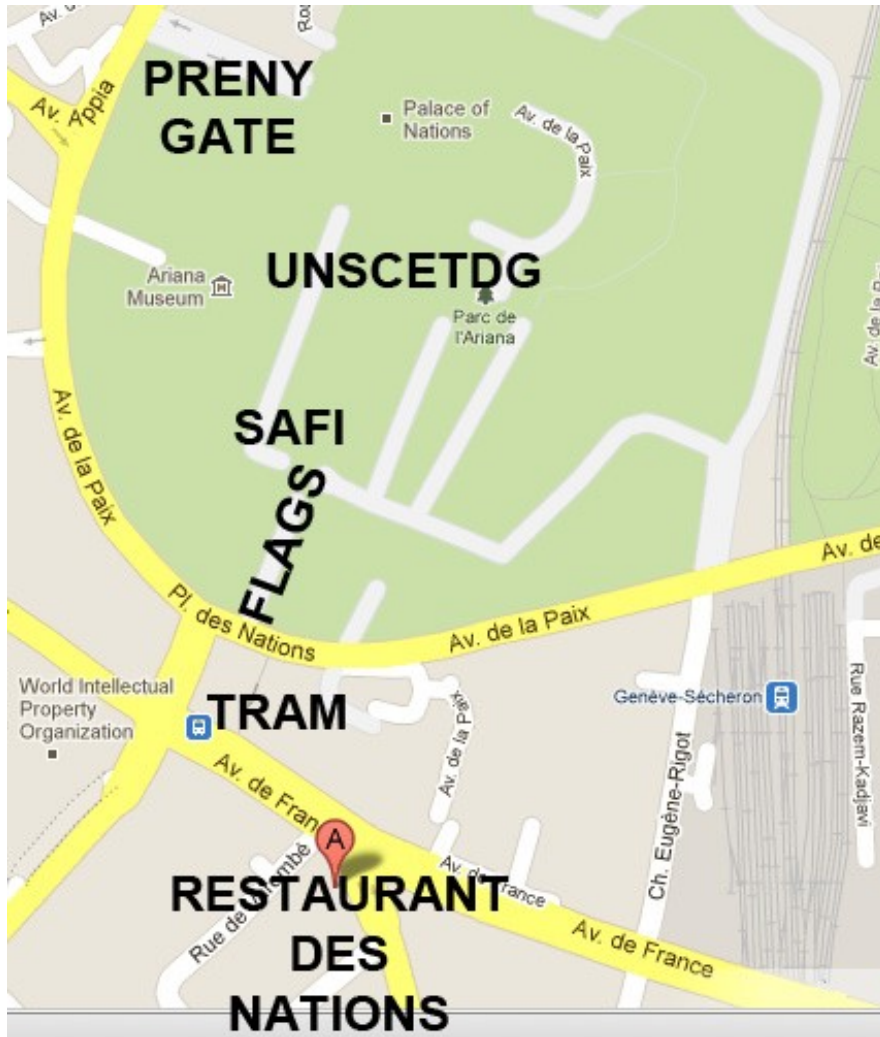 Av. Appia
PRENY
GATE
Palace of
Nations
Av. de la Paix
Ariana
Museum
UNSCETDG
Parc de
l'Ariana
Av. de la Paix
SAFI
FLAGS
Av. de
Pl. des Nations
Av. de la Paix
World Intellectual
Property
Organization
TRAM
Av. de la Paix
Genève-Sécheron
Ch. Eugène-Rigot
Rue Razem-Kadjavi
Av. de France
A
Av. de France
Rue de
RESTAURANT
DES
NATIONS
Av. de France